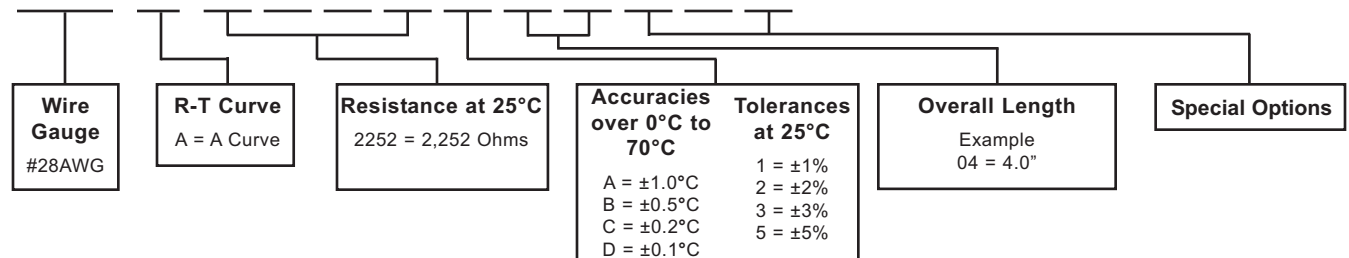 Wire
Gauge
#28AWG
R-T Curve
A = A Curve
Resistance at 25°C
2252 = 2,252 Ohms
Accuracies
over 0°C to
70°C
A = ±1.0°C
B = ±0.5°C
C = ±0.2°C
D = ±0.1°C
Tolerances
at 25°C
1 = ±1%
2 = ±2%
3 = ±3%
5 = ±5%
Overall Length
Example
04 = 4.0”
Special Options